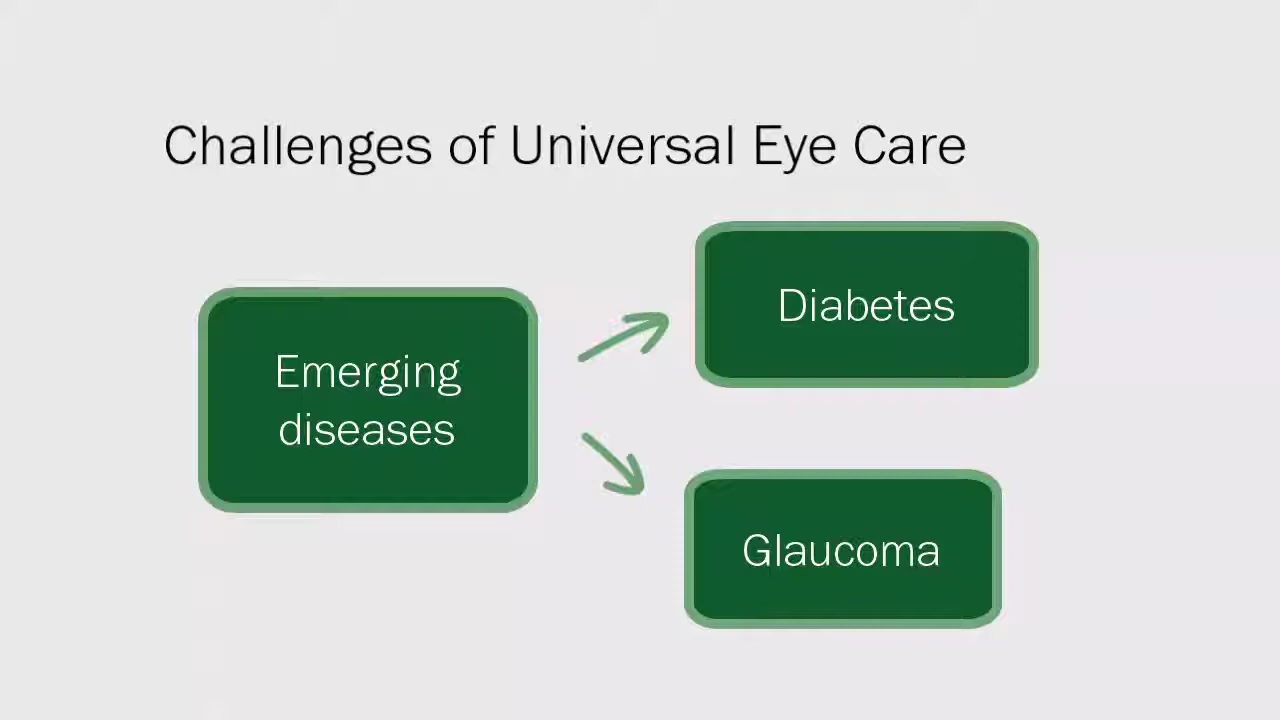 Challenges of Universal Eye Care
Emerging
diseases
Diabetes
Glaucoma